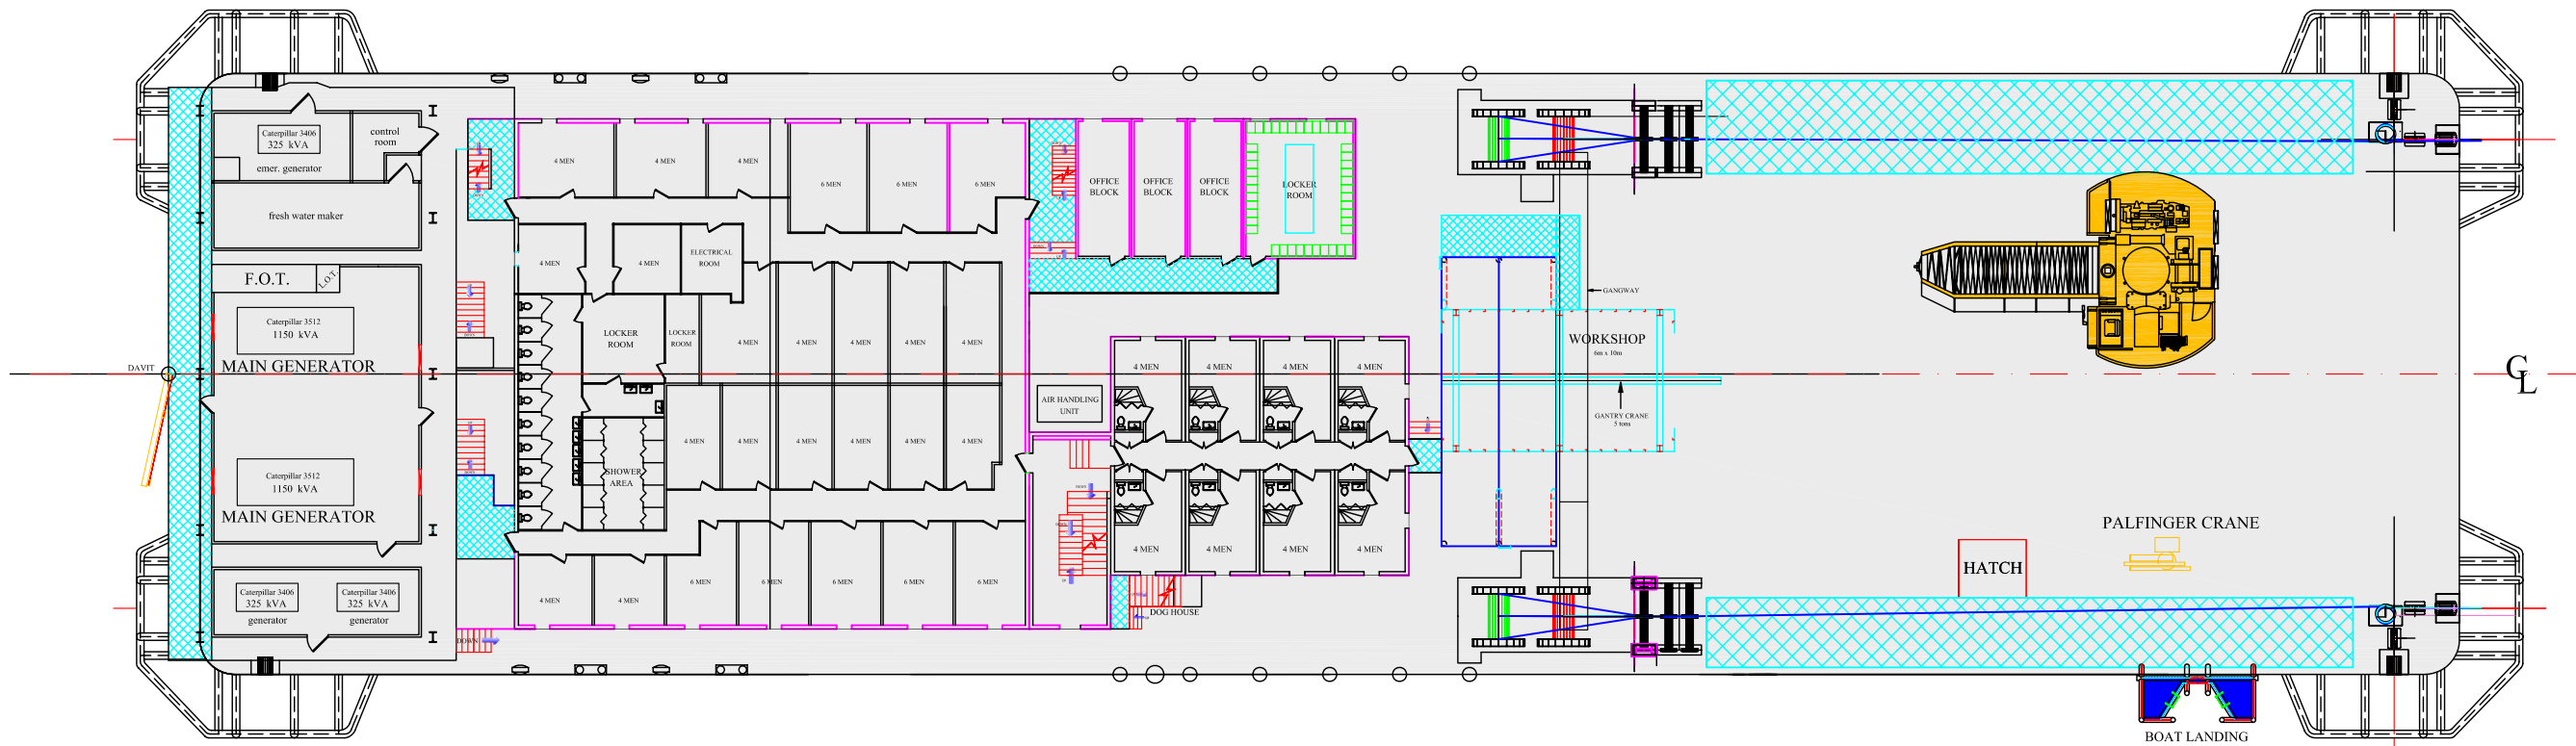 Caterpillar 3406
325 kVA
emer. generator
control
room
fresh water maker
F.O.T.
L.O.T.
Caterpillar 3512
1150 kVA
MAIN GENERATOR
DAVIT
Caterpillar 3512
1150 kVA
MAIN GENERATOR
Caterpillar 3406
325 kVA
generator
Caterpillar 3406
325 kVA
generator
DOWN
4 MEN
4 MEN
4 MEN
6 MEN
6 MEN
6 MEN
4 MEN
4 MEN
ELECTRICAL
ROOM
LOCKER
ROOM
LOCKER
ROOM
4 MEN
4 MEN
4 MEN
4 MEN
4 MEN
SHOWER
AREA
4 MEN
4 MEN
4 MEN
4 MEN
4 MEN
4 MEN
4 MEN
4 MEN
6 MEN
6 MEN
6 MEN
6 MEN
6 MEN
OFFICE
BLOCK
OFFICE
BLOCK
OFFICE
BLOCK
LOCKER
ROOM
AIR HANDLING
UNIT
4 MEN
4 MEN
4 MEN
4 MEN
4 MEN
4 MEN
4 MEN
4 MEN
DOG HOUSE
GANGWAY
WORKSHOP
6m x 10m
GANTRY CRANE
5 tons
PALFINGER CRANE
HATCH
BOAT LANDING
CL